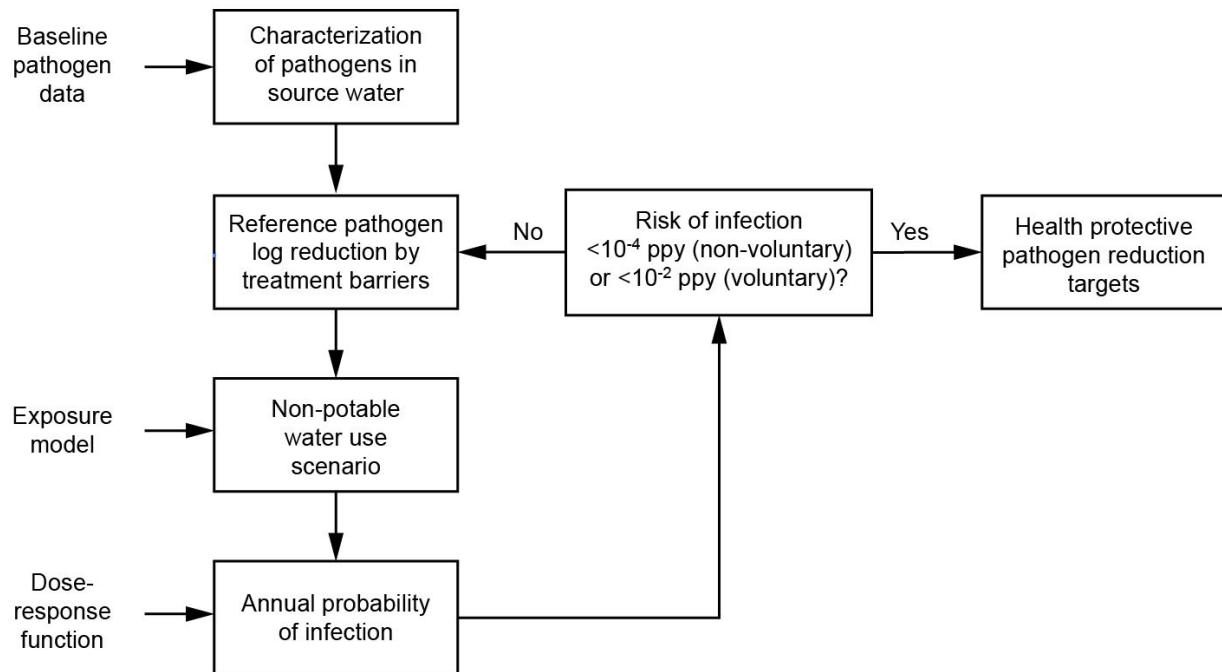 Baseline
pathogen
data
Characterization
of pathogens in
source water
Reference pathogen
log reduction by
treatment barriers
No
Risk of infection
<10⁻⁴ ppy (non-voluntary)
or <10⁻² ppy (voluntary)?
Yes
Health protective
pathogen reduction
targets
Exposure
model
Non-potable
water use
scenario
Dose-
response
function
Annual probability
of infection